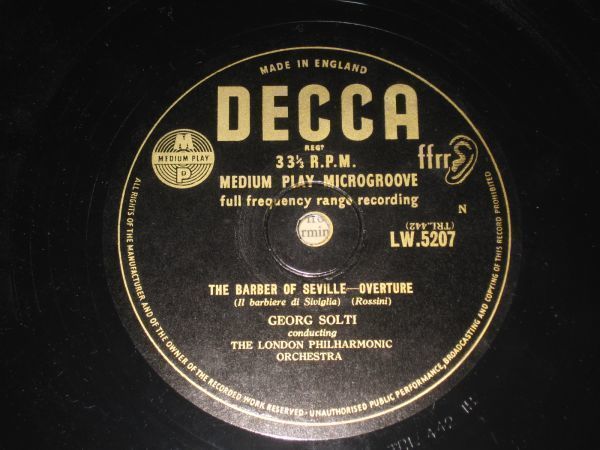 MADE IN ENGLAND
DECCA
REGD
33⅓ R.P.M.
ffrr
MEDIUM PLAY MICROGROOVE
full frequency range recording
M
MEDIUM PLAY
P
N
(TRL.442)
LW.5207
THE BARBER OF SEVILLE—OVERTURE
(Il barbiere di Siviglia) (Rossini)
GEORG SOLTI
conducting
THE LONDON PHILHARMONIC
ORCHESTRA
ALL RIGHTS OF THE MANUFACTURER AND OF THE OWNER OF THE RECORDED WORK RESERVED · UNAUTHORISED PUBLIC PERFORMANCE, BROADCASTING AND COPYING OF THIS RECORD PROHIBITED